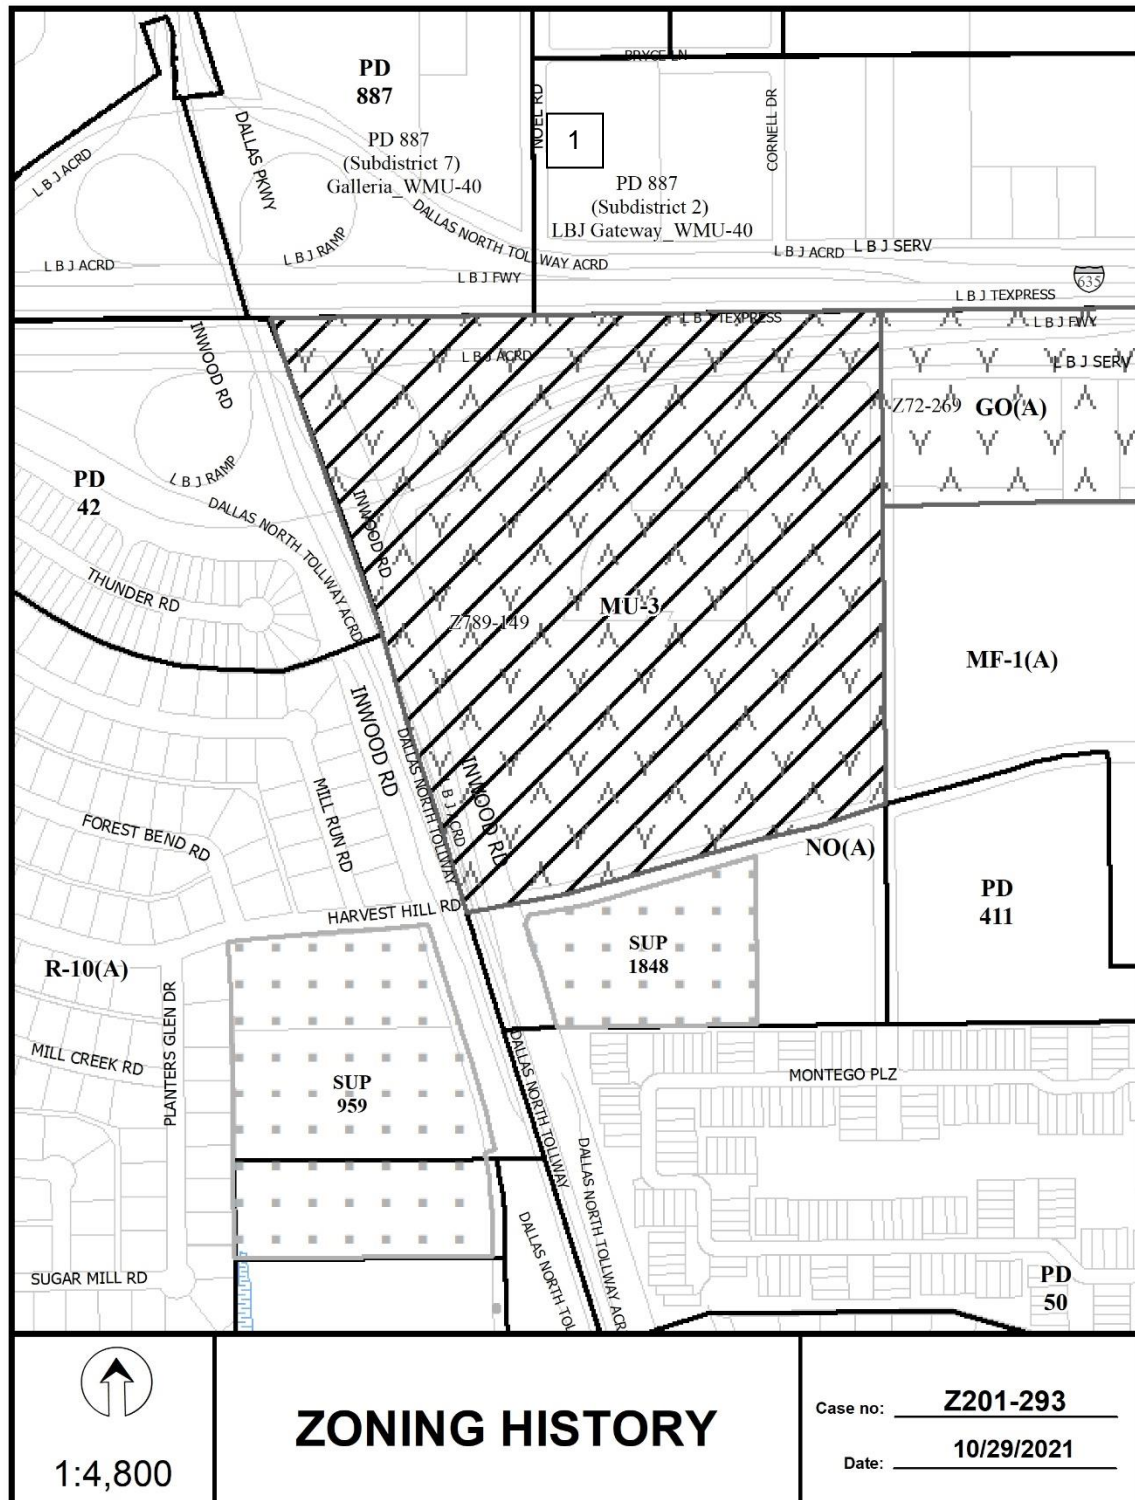 BRYCE LN
PD
887
NOEL RD
1
CORNELL DR
DALLAS PKWY
PD 887
(Subdistrict 7)
Galleria_WMU-40
L B J ACRD
PD 887
(Subdistrict 2)
LBJ Gateway_WMU-40
DALLAS NORTH TOLLWAY ACRD
L B J RAMP
L B J ACRD
L B J SERV
L B J ACRD
L B J FWY
635
L B J TEXPRESS
L B J TEXPRESS
L B J FWY
INWOOD RD
L B J ACRD
L B J SERV
Z72-269
GO(A)
L B J RAMP
PD
42
DALLAS NORTH TOLLWAY ACRD
INWOOD RD
THUNDER RD
Z789-149
MU-3
MF-1(A)
INWOOD RD
DALLAS NORTH TOLLWAY
L B J ACRD
INWOOD RD
MILL RUN RD
FOREST BEND RD
NO(A)
PD
411
HARVEST HILL RD
SUP
1848
R-10(A)
PLANTERS GLEN DR
MILL CREEK RD
SUP
959
DALLAS NORTH TOLLWAY
MONTEGO PLZ
DALLAS NORTH TOLLWAY ACR
DALLAS NORTH TOL
SUGAR MILL RD
PD
50
1:4,800
ZONING HISTORY
Case no: Z201-293
Date: 10/29/2021